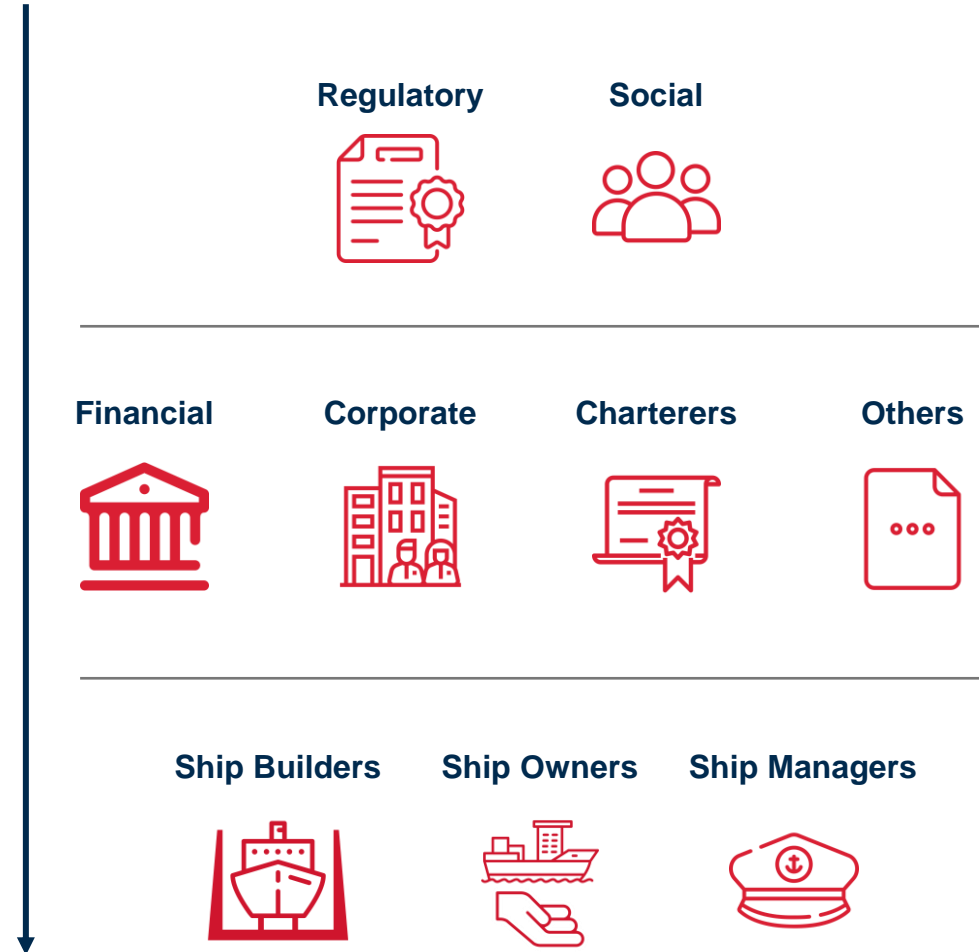 Regulatory Social
Financial Corporate Charterers Others
Ship Builders Ship Owners Ship Managers